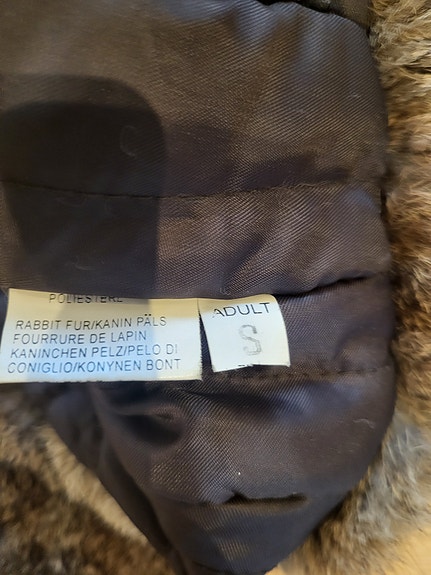 POLIESTERE
RABBIT FUR/KANIN PÄLS
FOURRURE DE LAPIN
KANINCHEN PELZ/PELO DI
CONIGLIO/KONYNEN BONT
ADULT
S